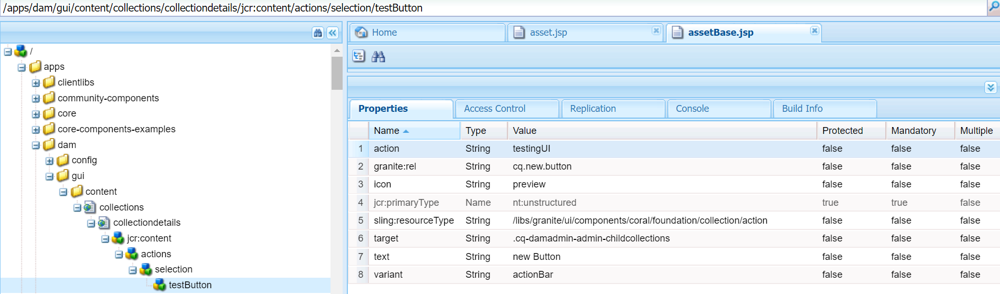 /apps/dam/gui/content/collections/collectiondetails/jcr:content/actions/selection/testButton
/
apps
clientlibs
community-components
core
core-components-examples
dam
config
gui
content
collections
collectiondetails
jcr:content
actions
selection
testButton
Home asset.jsp assetBase.jsp
Properties Access Control Replication Console Build Info
Name Type Value Protected Mandatory Multiple
1 action String testingUI false false false
2 granite:rel String cq.new.button false false false
3 icon String preview false false false
4 jcr:primaryType Name nt:unstructured true true false
5 sling:resourceType String /libs/granite/ui/components/coral/foundation/collection/action false false false
6 target String .cq-damadmin-admin-childcollections false false false
7 text String new Button false false false
8 variant String actionBar false false false